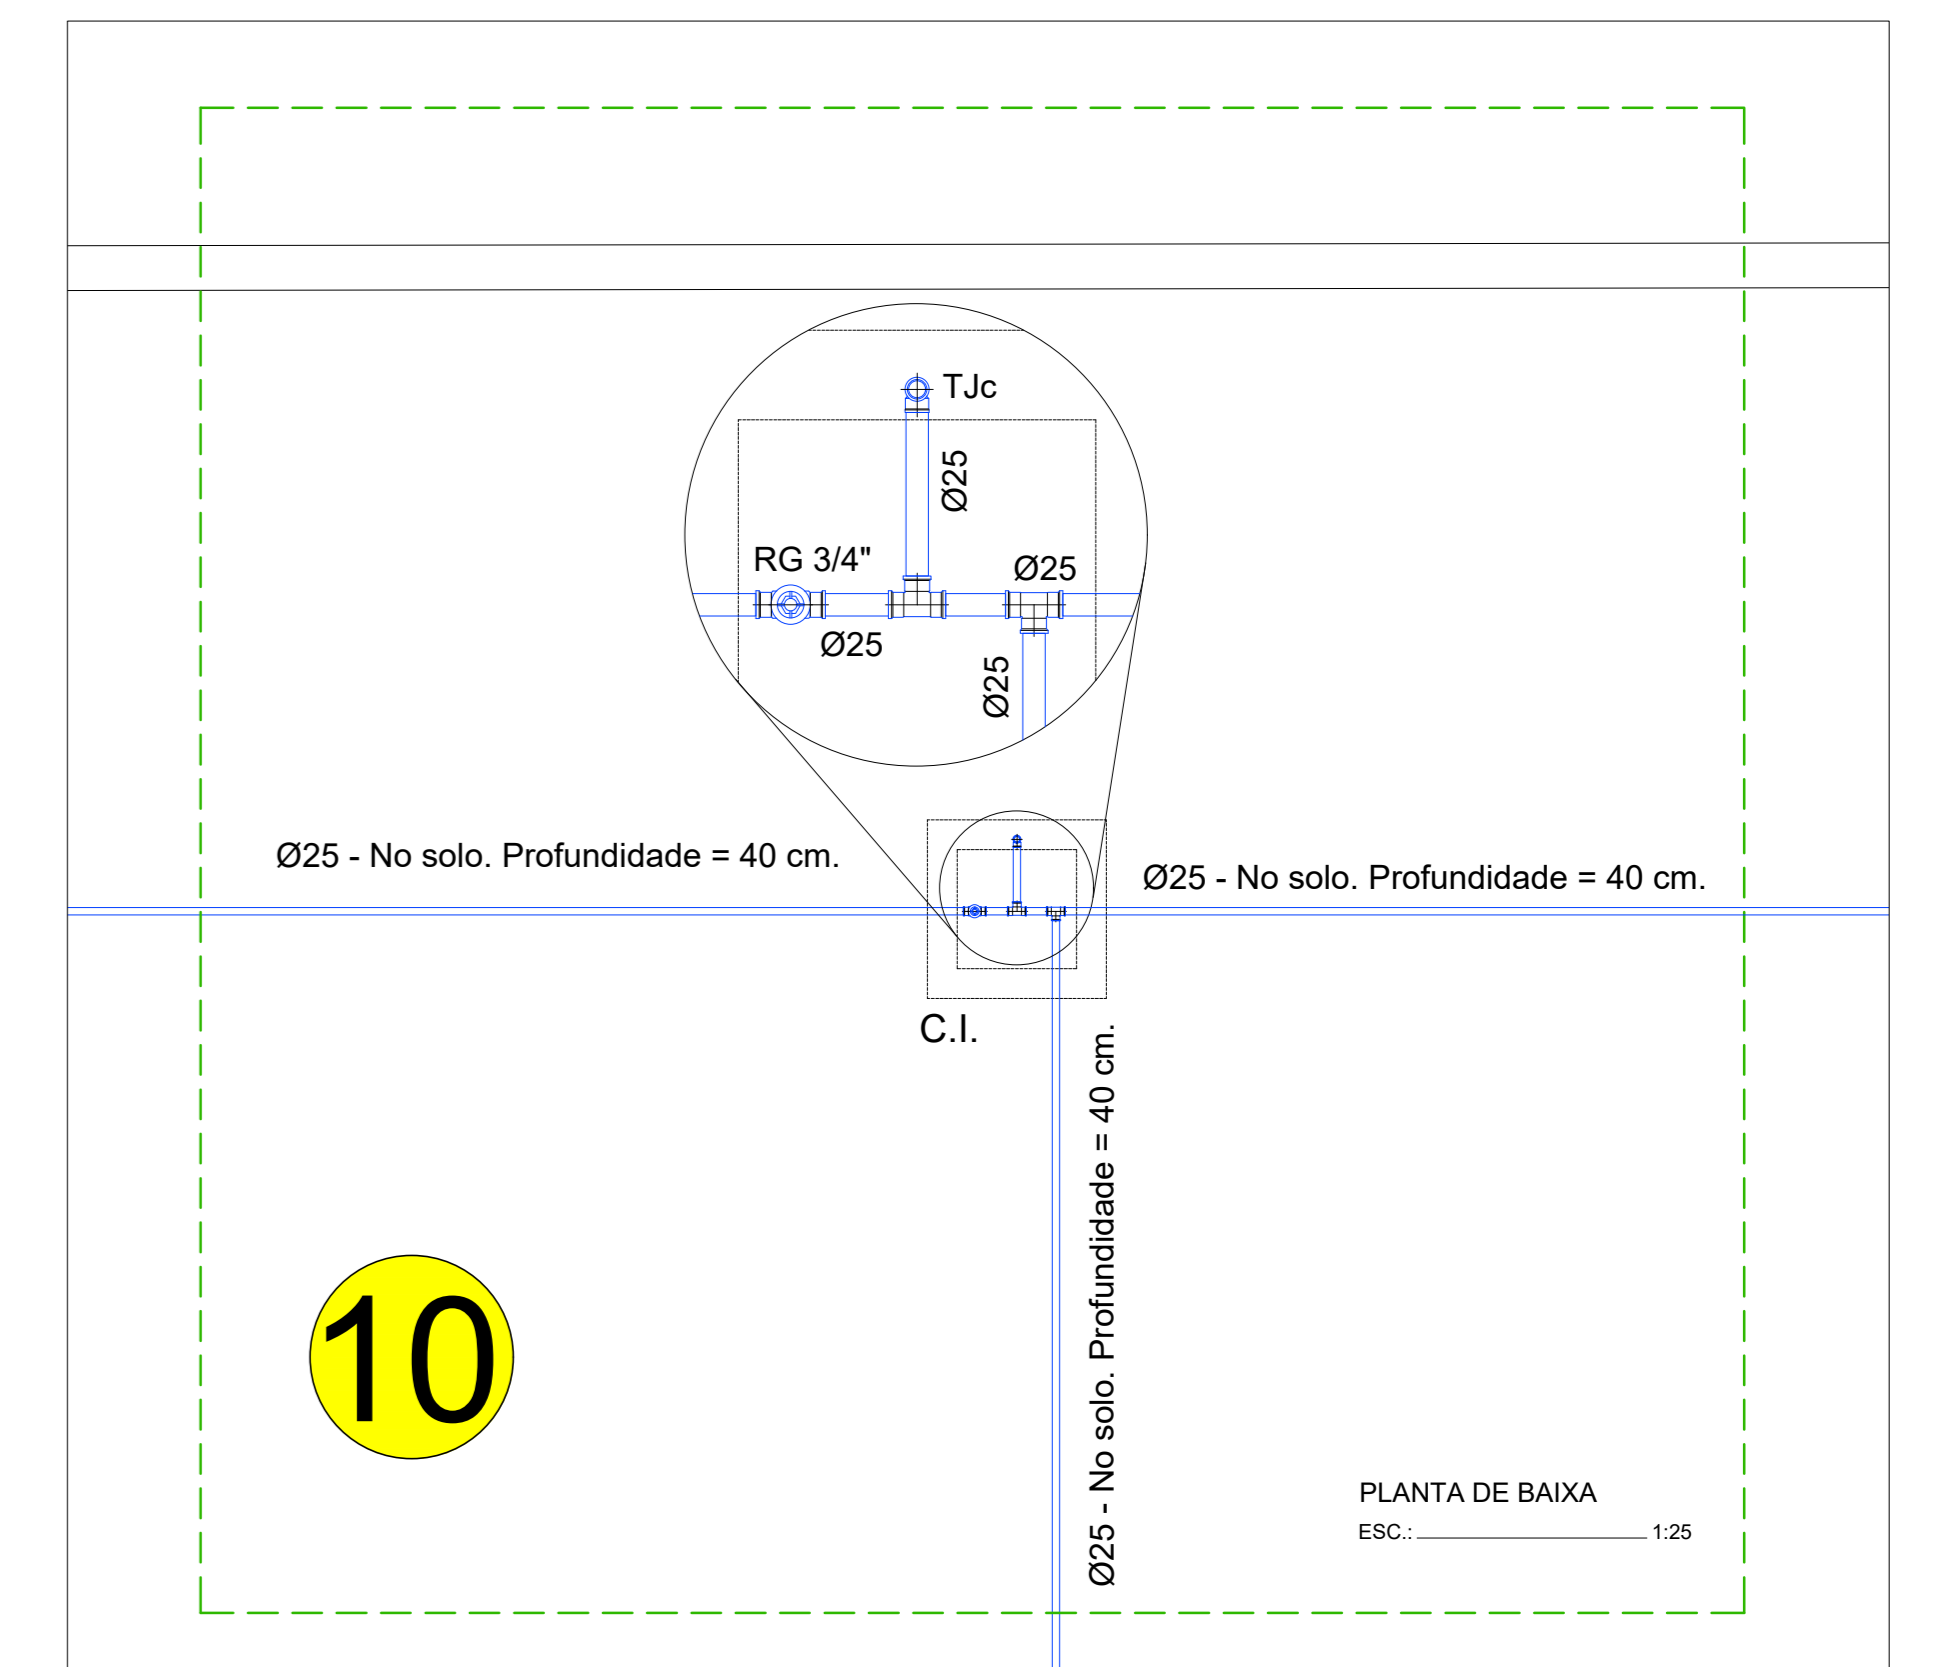 TJc
Ø25
RG 3/4"
Ø25
Ø25
Ø25
Ø25 - No solo. Profundidade = 40 cm.
Ø25 - No solo. Profundidade = 40 cm.
C.I.
Ø25 - No solo. Profundidade = 40 cm.
10
PLANTA DE BAIXA
ESC.: 1:25